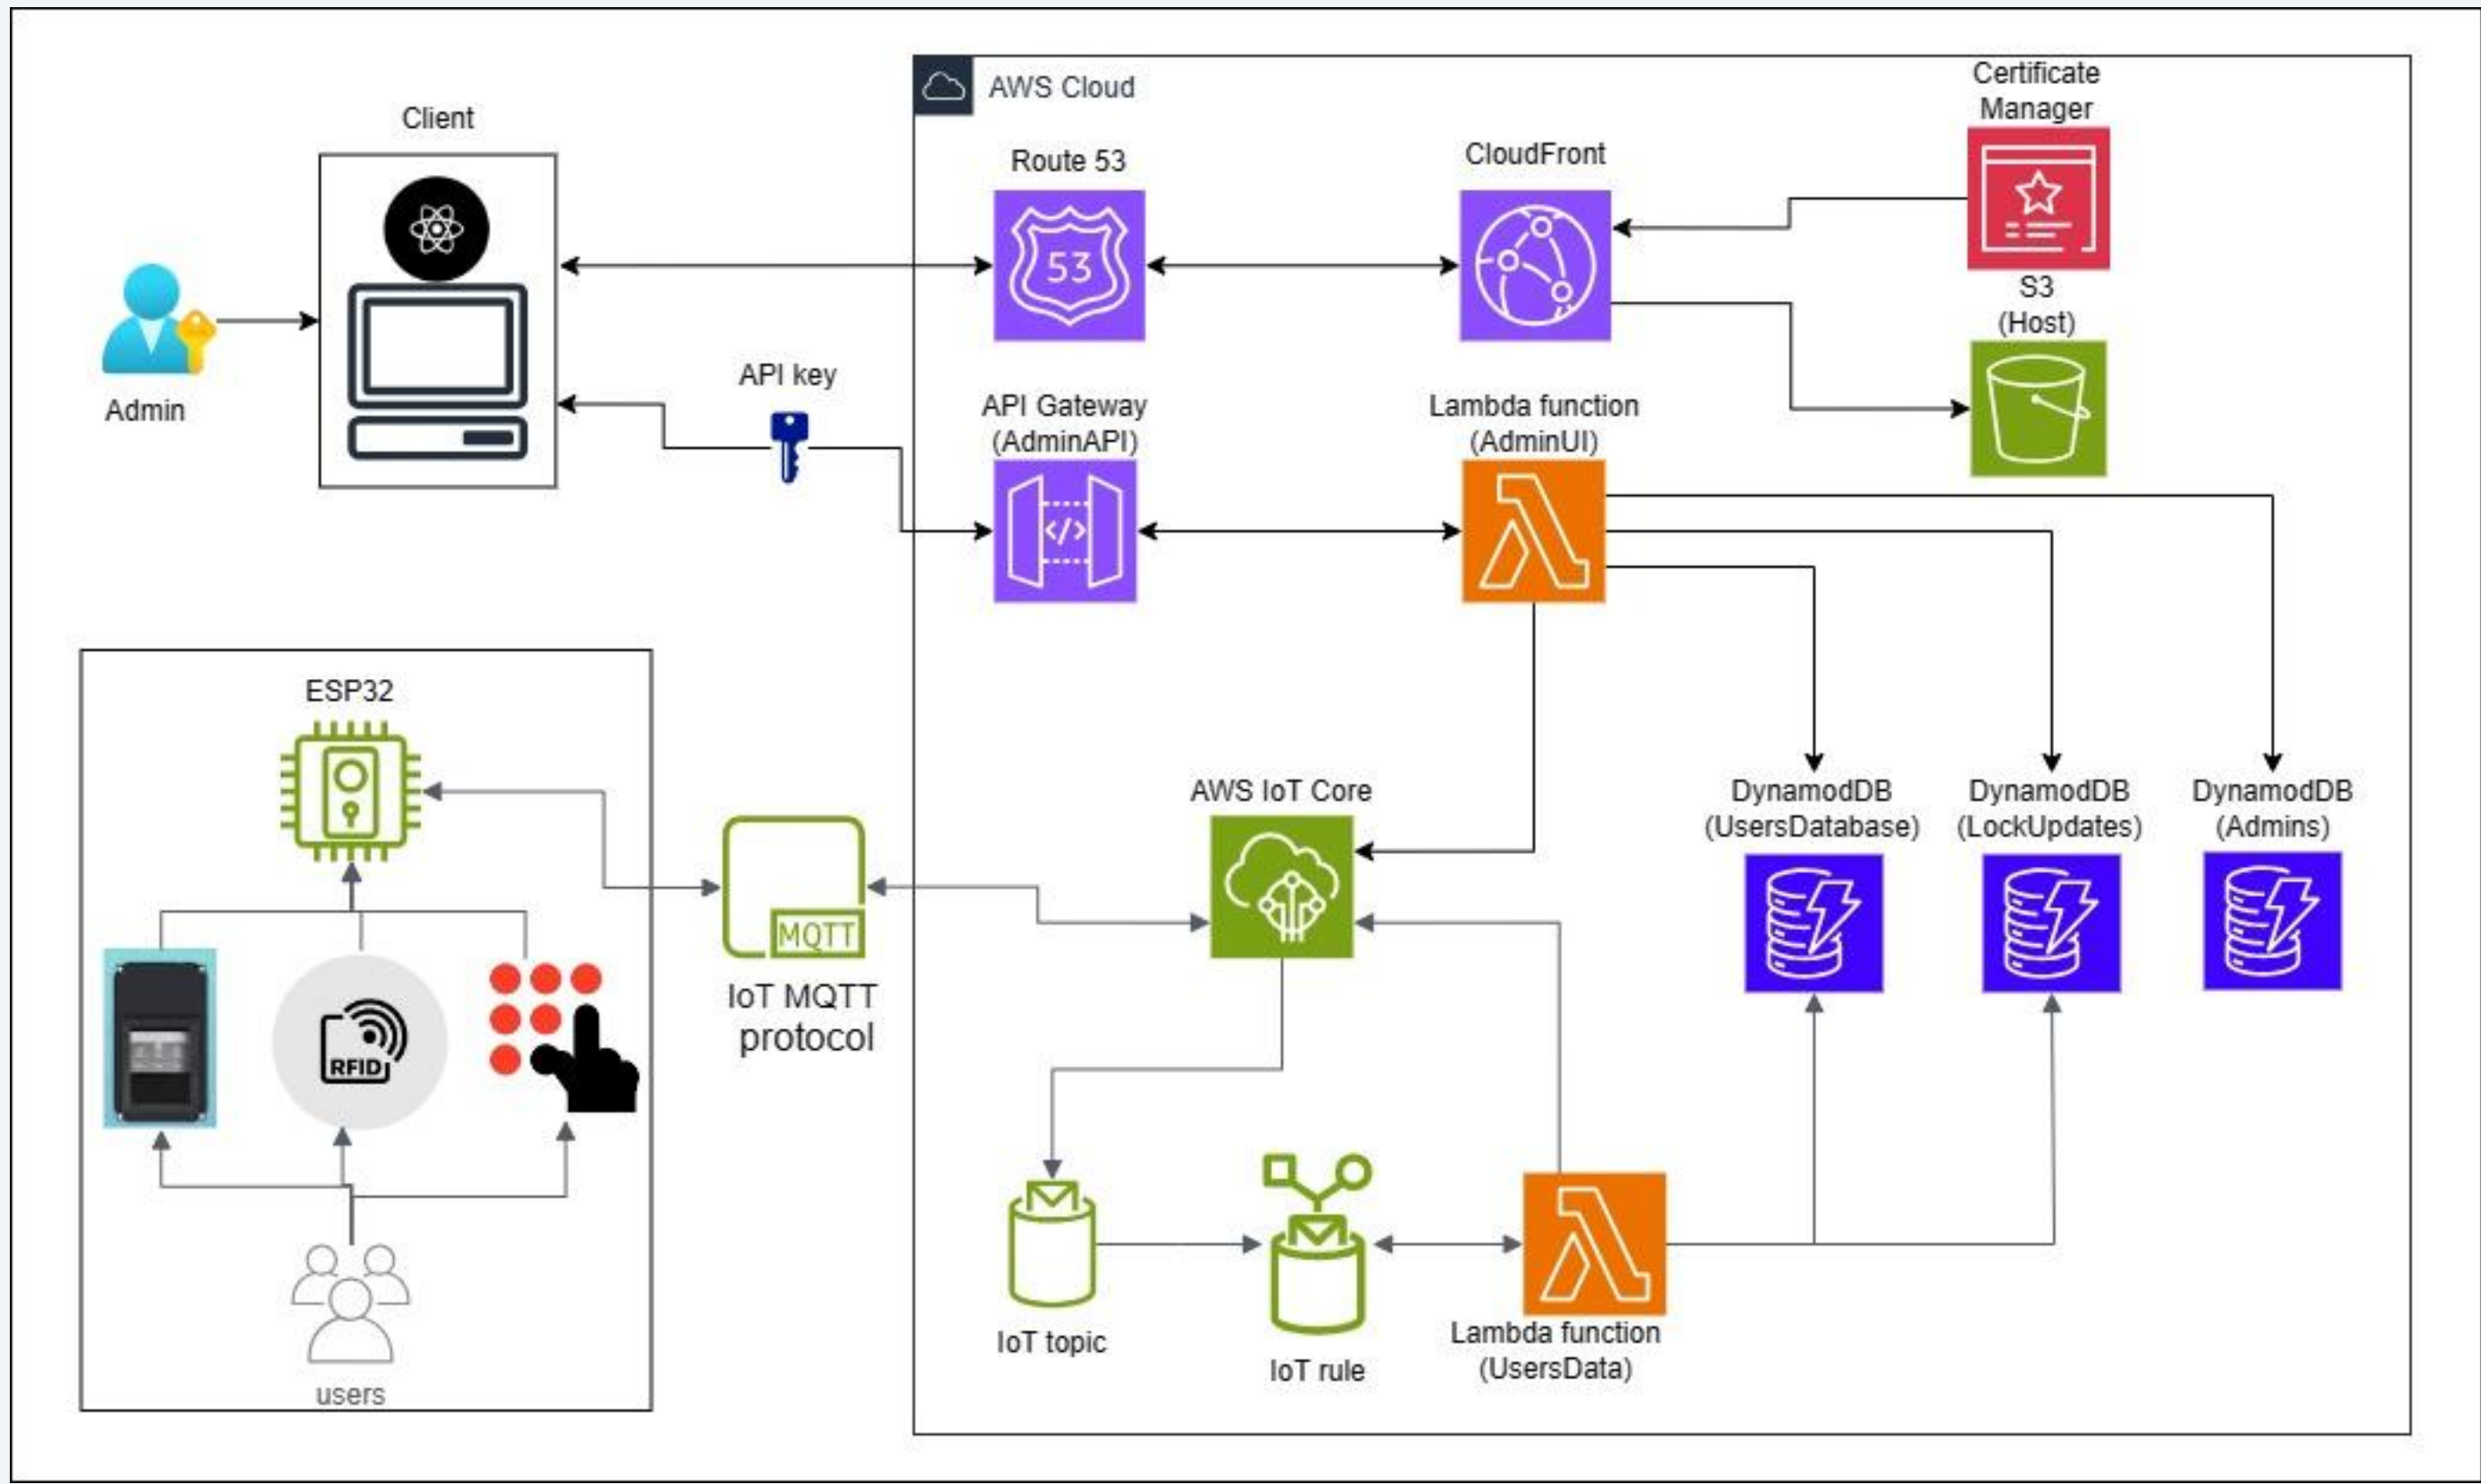 AWS Cloud
Certificate
Manager
Client
Route 53
CloudFront
53
S3
(Host)
API key
Admin
API Gateway
(AdminAPI)
</>
Lambda function
(AdminUI)
ESP32
AWS IoT Core
DynamodDB
(UsersDatabase)
DynamodDB
(LockUpdates)
DynamodDB
(Admins)
MQTT
IoT MQTT
protocol
RFID
IoT topic
IoT rule
Lambda function
(UsersData)
users